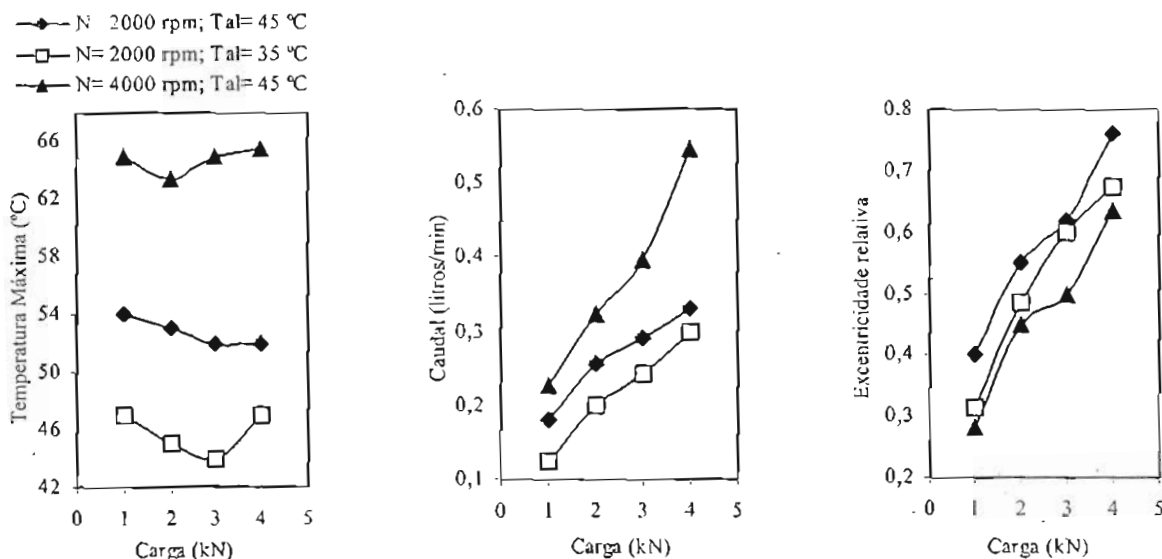 N 2000 rpm; Tal= 45 ºC
N= 2000 rpm; Tal= 35 ºC
N= 4000 rpm; Tal= 45 ºC
Temperatura Máxima (ºC)
66
62
58
54
50
46
42
0 1 2 3 4 5
Carga (kN)
Caudal (litros/min)
0,6
0,5
0,4
0,3
0,2
0,1
0 1 2 3 4 5
Carga (kN)
Excentricidade relativa
0,8
0,7
0,6
0,5
0,4
0,3
0,2
0 1 2 3 4 5
Carga (kN)